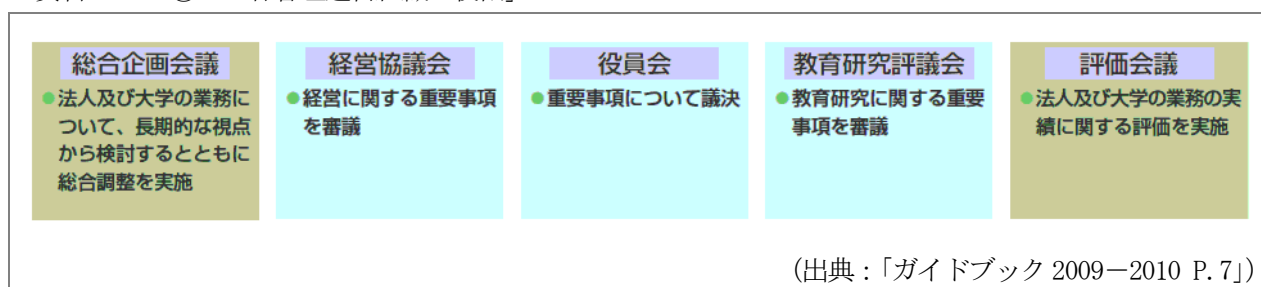 総合企画会議
●法人及び大学の業務に
ついて、長期的な視点
から検討するとともに
総合調整を実施
経営協議会
●経営に関する重要事項
を審議
役員会
●重要事項について議決
教育研究評議会
●教育研究に関する重要
事項を審議
評価会議
●法人及び大学の業務の実
績に関する評価を実施
(出典:「ガイドブック 2009-2010 P.7」)